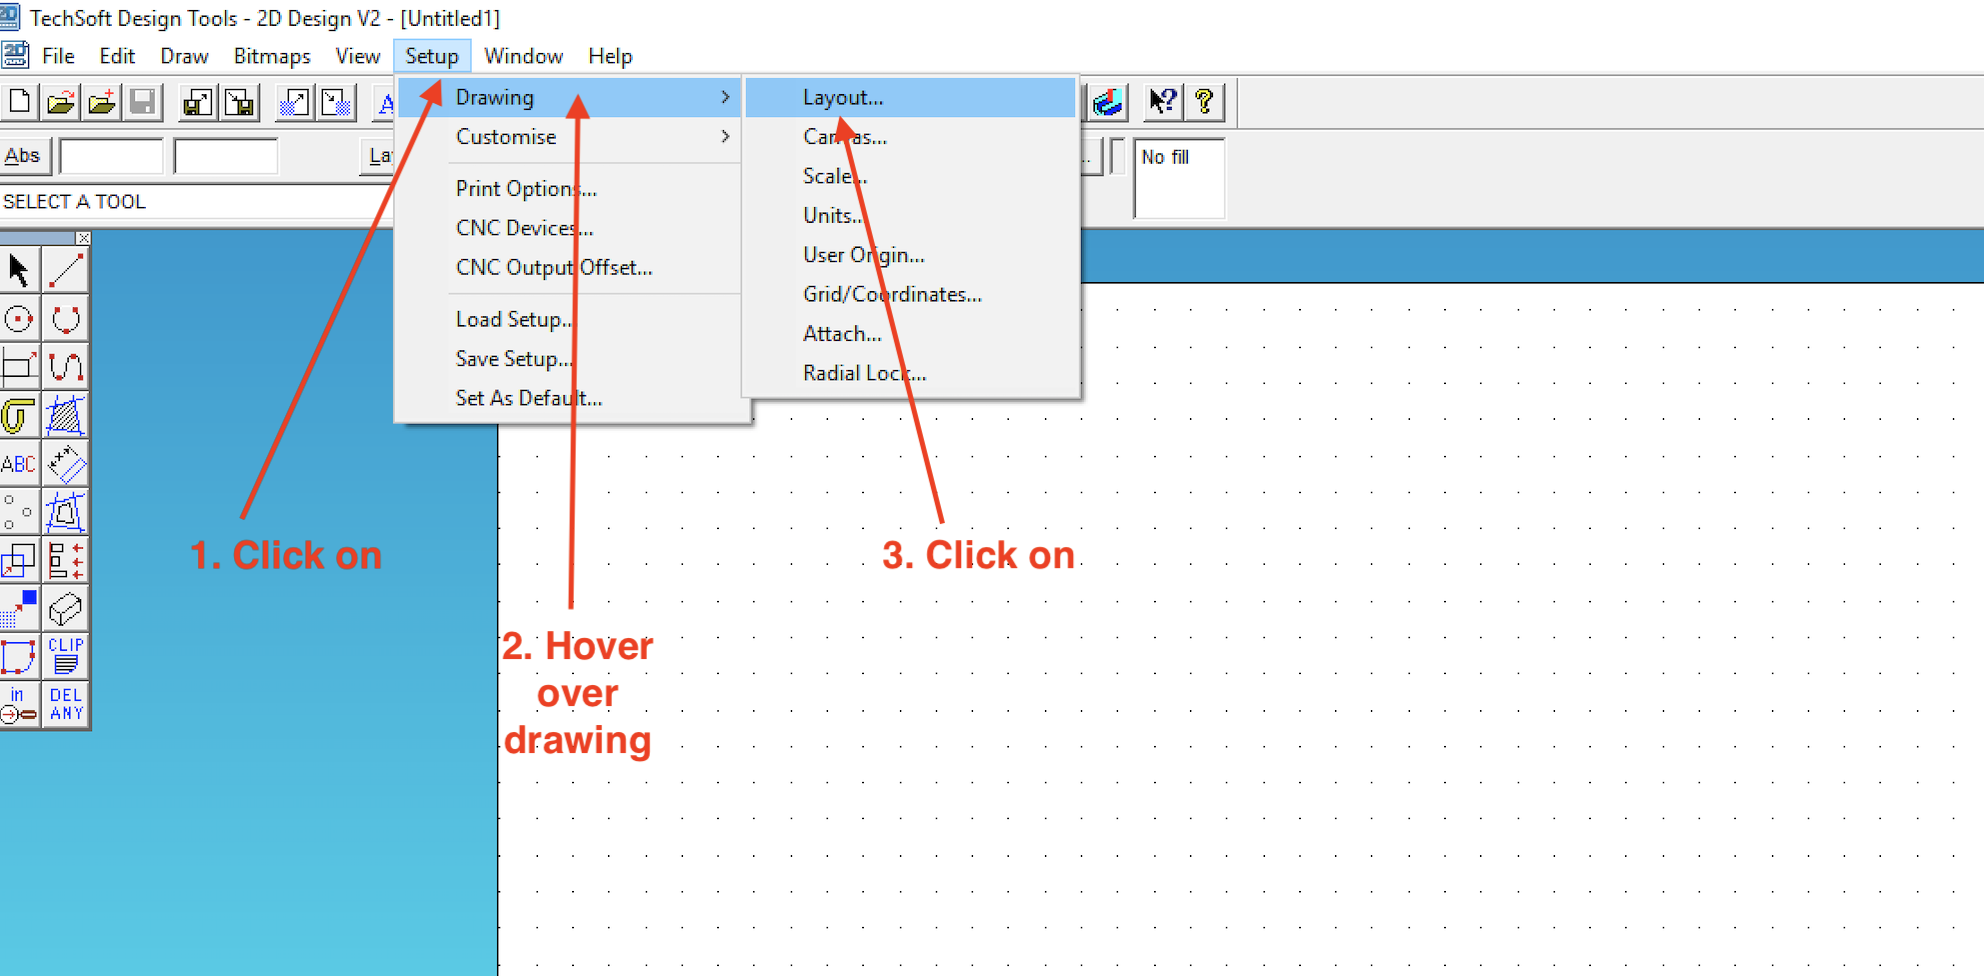 TechSoft Design Tools - 2D Design V2 - [Untitled1]
File Edit Draw Bitmaps View Setup Window Help
Drawing
Customise
Print Options...
CNC Devices...
CNC Output Offset...
Load Setup...
Save Setup...
Set As Default...
Layout...
Canvas...
Scale...
Units...
User Origin...
Grid/Coordinates...
Attach...
Radial Lock...
Abs
No fill
SELECT A TOOL
ABC
CLIP
in
DEL
ANY
1. Click on
2. Hover
over
drawing
3. Click on